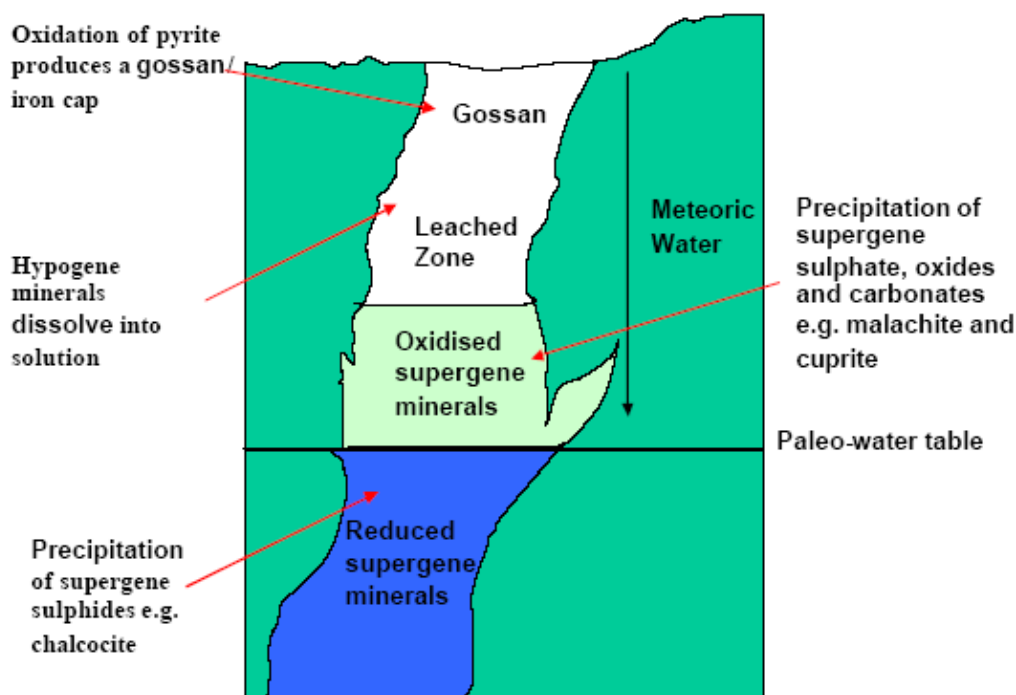 Oxidation of pyrite
produces a gossan/
iron cap
Gossan
Leached
Zone
Meteoric
Water
Hypogene
minerals
dissolve into
solution
Precipitation of
supergene
sulphate, oxides
and carbonates
e.g. malachite and
cuprite
Oxidised
supergene
minerals
Paleo-water table
Precipitation
of supergene
sulphides e.g.
chalcocite
Reduced
supergene
minerals